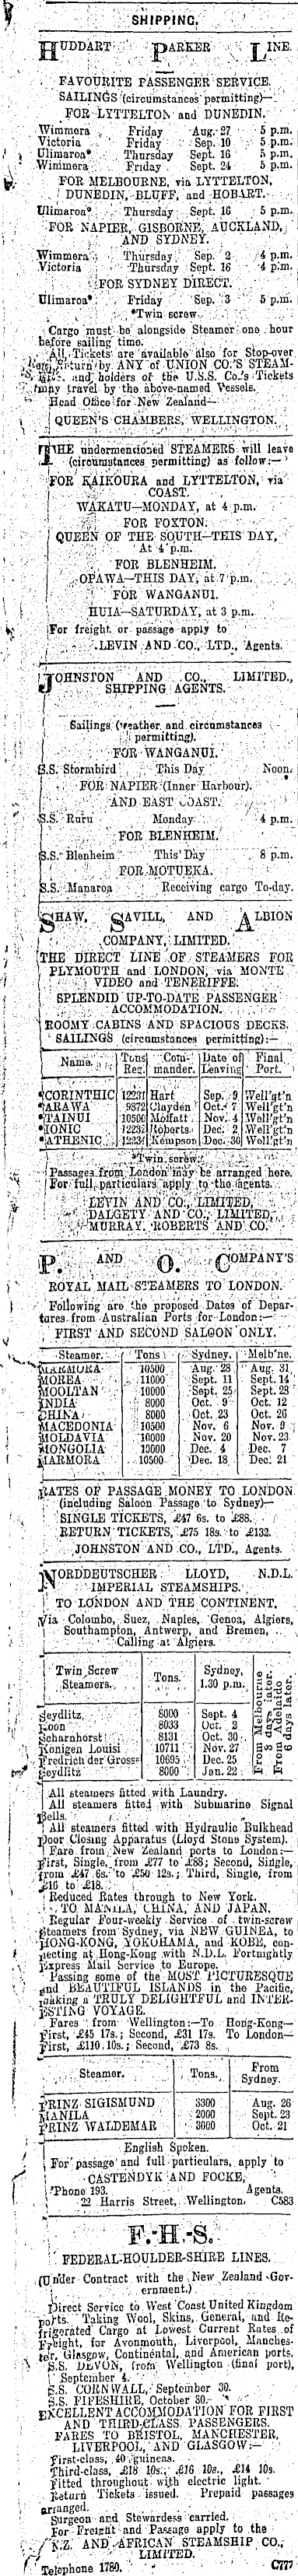 SHIPPING.
HUDDART PARKER LINE.
FAVOURITE PASSENGER SERVICE.
SAILINGS (circumstances permitting)—
FOR LYTTELTON and DUNEDIN.
Wimmera Friday Aug. 27 5 p.m.
Victoria Friday Sep. 10 5 p.m.
Ulimaroa* Thursday Sept. 16 5 p.m.
Wimmera Friday Sept. 24 5 p.m.
FOR MELBOURNE, via LYTTELTON,
DUNEDIN, BLUFF, and HOBART.
Ulimaroa* Thursday Sept. 16 5 p.m.
FOR NAPIER, GISBORNE, AUCKLAND,
AND SYDNEY.
Wimmera Thursday Sep. 2 4 p.m.
Victoria Thursday Sept. 16 4 p.m.
FOR SYDNEY DIRECT.
Ulimaroa* Friday Sep. 3 5 p.m.
*Twin screw.
Cargo must be alongside Steamer one hour
before sailing time.
All Tickets are available also for Stop-over
return by ANY of UNION CO.'S STEAM-
and holders of the U.S.S. Co.'s Tickets
may travel by the above-named Vessels.
Head Office for New Zealand—
QUEEN'S CHAMBERS, WELLINGTON.
THE undermentioned STEAMERS will leave
(circumstances permitting) as follow:—
FOR KAIKOURA and LYTTELTON, via
COAST
WAKATU—MONDAY, at 4 p.m.
FOR FOXTON.
QUEEN OF THE SOUTH—THIS DAY,
At 4 p.m.
FOR BLENHEIM.
OPAWA—THIS DAY, at 7 p.m.
FOR WANGANUI.
HUIA—SATURDAY, at 3 p.m.
For freight or passage apply to
LEVIN AND CO., LTD., Agents.
JOHNSTON AND CO., LIMITED,
SHIPPING AGENTS.
Sailings (weather and circumstances
permitting).
FOR WANGANUI.
S.S. Stormbird This Day Noon.
FOR NAPIER (Inner Harbour).
AND EAST COAST.
S.S. Ruru Monday 4 p.m.
FOR BLENHEIM.
S.S. Blenheim This Day 8 p.m.
FOR MOTUEKA.
S.S. Manaroa Receiving cargo To-day.
SHAW, SAVILL, AND ALBION
COMPANY, LIMITED.
THE DIRECT LINE OF STEAMERS FOR
PLYMOUTH and LONDON, via MONTE
VIDEO and TENERIFFE.
SPLENDID UP-TO-DATE PASSENGER
ACCOMMODATION.
ROOMY CABINS AND SPACIOUS DECKS.
SAILINGS (circumstances permitting):—
Name. Tons Reg. Com-mander. Date of Leaving Final Port.
*CORINTHIC 12231 Hart Sep. 9 Well'gt'n
*ARAWA 9872 Clayden Oct. 7 Well'gt'n
*TAINUI 10500 Moffatt Nov. 4 Well'gt'n
*IONIC 12232 Roberts Dec. 2 Well'gt'n
*ATHENIC 12234 Kempson Dec. 30 Well'gt'n
*Twin screw.
Passages from London may be arranged here.
For full particulars apply to the agents,
LEVIN AND CO., LIMITED,
DALGETY AND CO., LIMITED,
MURRAY, ROBERTS AND CO.
P. AND O. COMPANY'S
ROYAL MAIL STEAMERS TO LONDON.
Following are the proposed Dates of Depar-
tures from Australian Ports for London:—
FIRST AND SECOND SALOON ONLY.
Steamer. Tons Sydney. Melb'ne.
MARMORA 10500 Aug. 28 Aug. 31
MOREA 11000 Sept. 11 Sept. 14
MOOLTAN 10000 Sept. 25 Sept. 28
INDIA 8000 Oct. 9 Oct. 12
CHINA 8000 Oct. 23 Oct. 26
MACEDONIA 10500 Nov. 6 Nov. 9
MOLDAVIA 10000 Nov. 20 Nov. 23
MONGOLIA 10000 Dec. 4 Dec. 7
MARMORA 10500 Dec. 18 Dec. 21
RATES OF PASSAGE MONEY TO LONDON
(including Saloon Passage to Sydney)—
SINGLE TICKETS, £47 6s. to £88.
RETURN TICKETS, £75 18s. to £132.
JOHNSTON AND CO., LTD., Agents.
NORDDEUTSCHER LLOYD, N.D.L.
IMPERIAL STEAMSHIPS.
TO LONDON AND THE CONTINENT,
Via Colombo, Suez, Naples, Genoa, Algiers,
Southampton, Antwerp, and Bremen,
Calling at Algiers.
Twin Screw Steamers. Tons. Sydney, 1.30 p.m. From Melbourne 3 days later. From Adelaide 6 days later.
Seydlitz 8000 Sept. 4
Roon 8033 Oct. 2
Scharnhorst 8131 Oct. 30
Konigen Louisi 10711 Nov. 27
Friedrich der Grosse 10695 Dec. 25
Seydlitz 8000 Jan. 22
All steamers fitted with Laundry.
All steamers fitted with Submarine Signal
Bells.
All steamers fitted with Hydraulic Bulkhead
Door Closing Apparatus (Lloyd Stone System).
Fare from New Zealand ports to London:—
First, Single, from £77 to £88; Second, Single,
from £47 6s. to £50 12s.; Third, Single, from
£16 to £18.
Reduced Rates through to New York.
TO MANILA, CHINA, AND JAPAN.
Regular Four-weekly Service of twin-screw
Steamers from Sydney, via NEW GUINEA, to
HONG-KONG, YOKOHAMA, and KOBE, con-
necting at Hong-Kong with N.D.L. Fortnightly
Express Mail Service to Europe.
Passing some of the MOST PICTURESQUE
and BEAUTIFUL ISLANDS in the Pacific,
making a TRULY DELIGHTFUL and INTER-
ESTING VOYAGE.
Fares from Wellington:—To Hong-Kong—
First, £45 17s.; Second, £31 17s. To London—
First, £110 10s.; Second, £73 8s.
Steamer. Tons. From Sydney.
PRINZ SIGISMUND 3300 Aug. 26
MANILA 2000 Sept. 23
PRINZ WALDEMAR 3000 Oct. 21
English Spoken.
For passage and full particulars, apply to
CASTENDYK AND FOCKE,
'Phone 193. Agents.
22 Harris Street, Wellington. C583
F.-H.-S.
FEDERAL-HOULDER-SHIRE LINES.
(Under Contract with the New Zealand Gov-
ernment.)
Direct Service to West Coast United Kingdom
ports. Taking Wool, Skins, General, and Re-
frigerated Cargo at Lowest Current Rates of
Freight, for Avonmouth, Liverpool, Manches-
ter, Glasgow, Continental, and American ports.
S.S. DEVON, from Wellington (final port),
September 4.
S.S. CORNWALL, September 30.
S.S. FIFESHIRE, October 30.
EXCELLENT ACCOMMODATION FOR FIRST
AND THIRD-CLASS PASSENGERS.
FARES TO BRISTOL, MANCHESTER,
LIVERPOOL, AND GLASGOW:—
First-class, 40 guineas.
Third-class, £18 10s., £16 10s., £14 10s.
Fitted throughout with electric light.
Return Tickets issued. Prepaid passages
arranged.
Surgeon and Stewardess carried.
For Freight and Passage apply to the
N.Z. AND AFRICAN STEAMSHIP CO.,
LIMITED.
Telephone 1780. C777